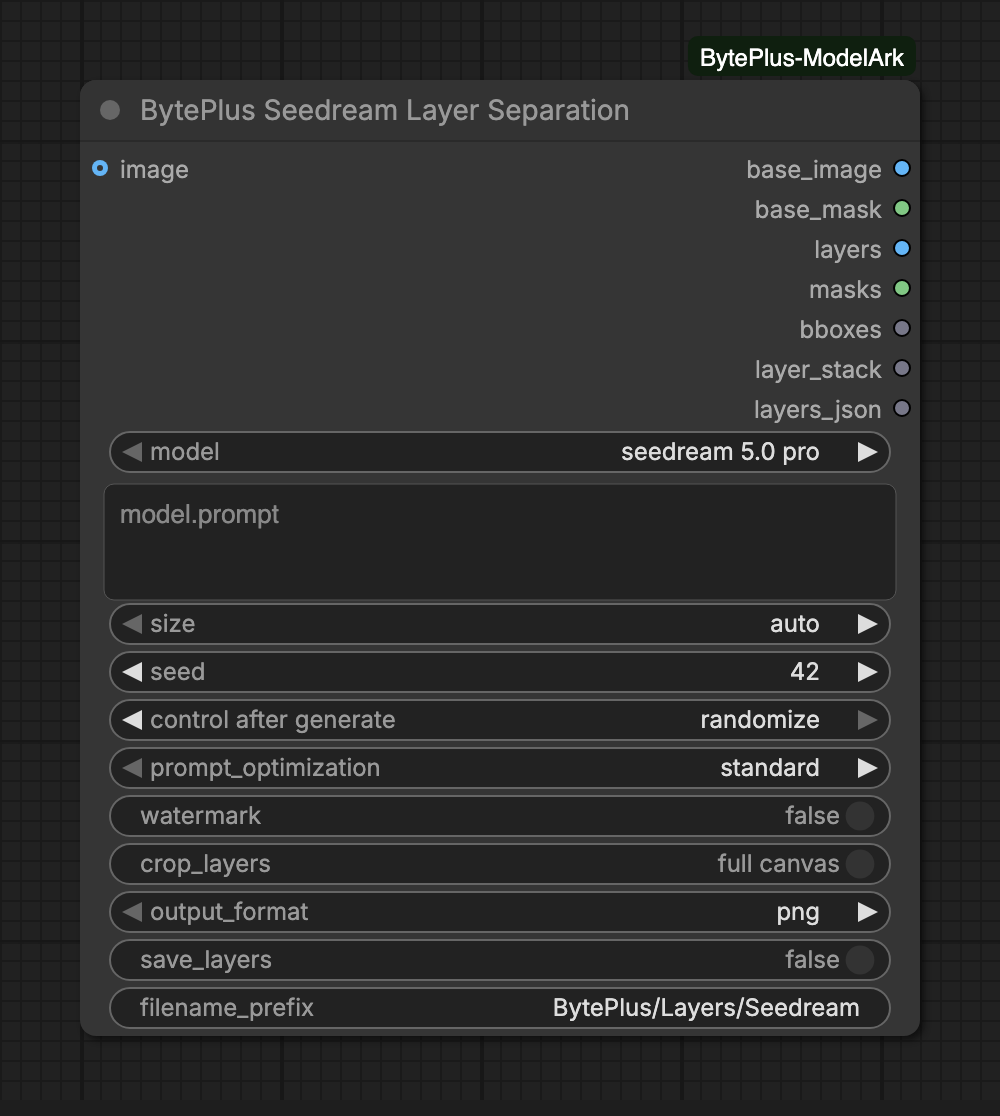 BytePlus-ModelArk
BytePlus Seedream Layer Separation
image
base_image
base_mask
layers
masks
bboxes
layer_stack
layers_json
model seedream 5.0 pro
model.prompt
size auto
seed 42
control after generate randomize
prompt_optimization standard
watermark false
crop_layers full canvas
output_format png
save_layers false
filename_prefix BytePlus/Layers/Seedream